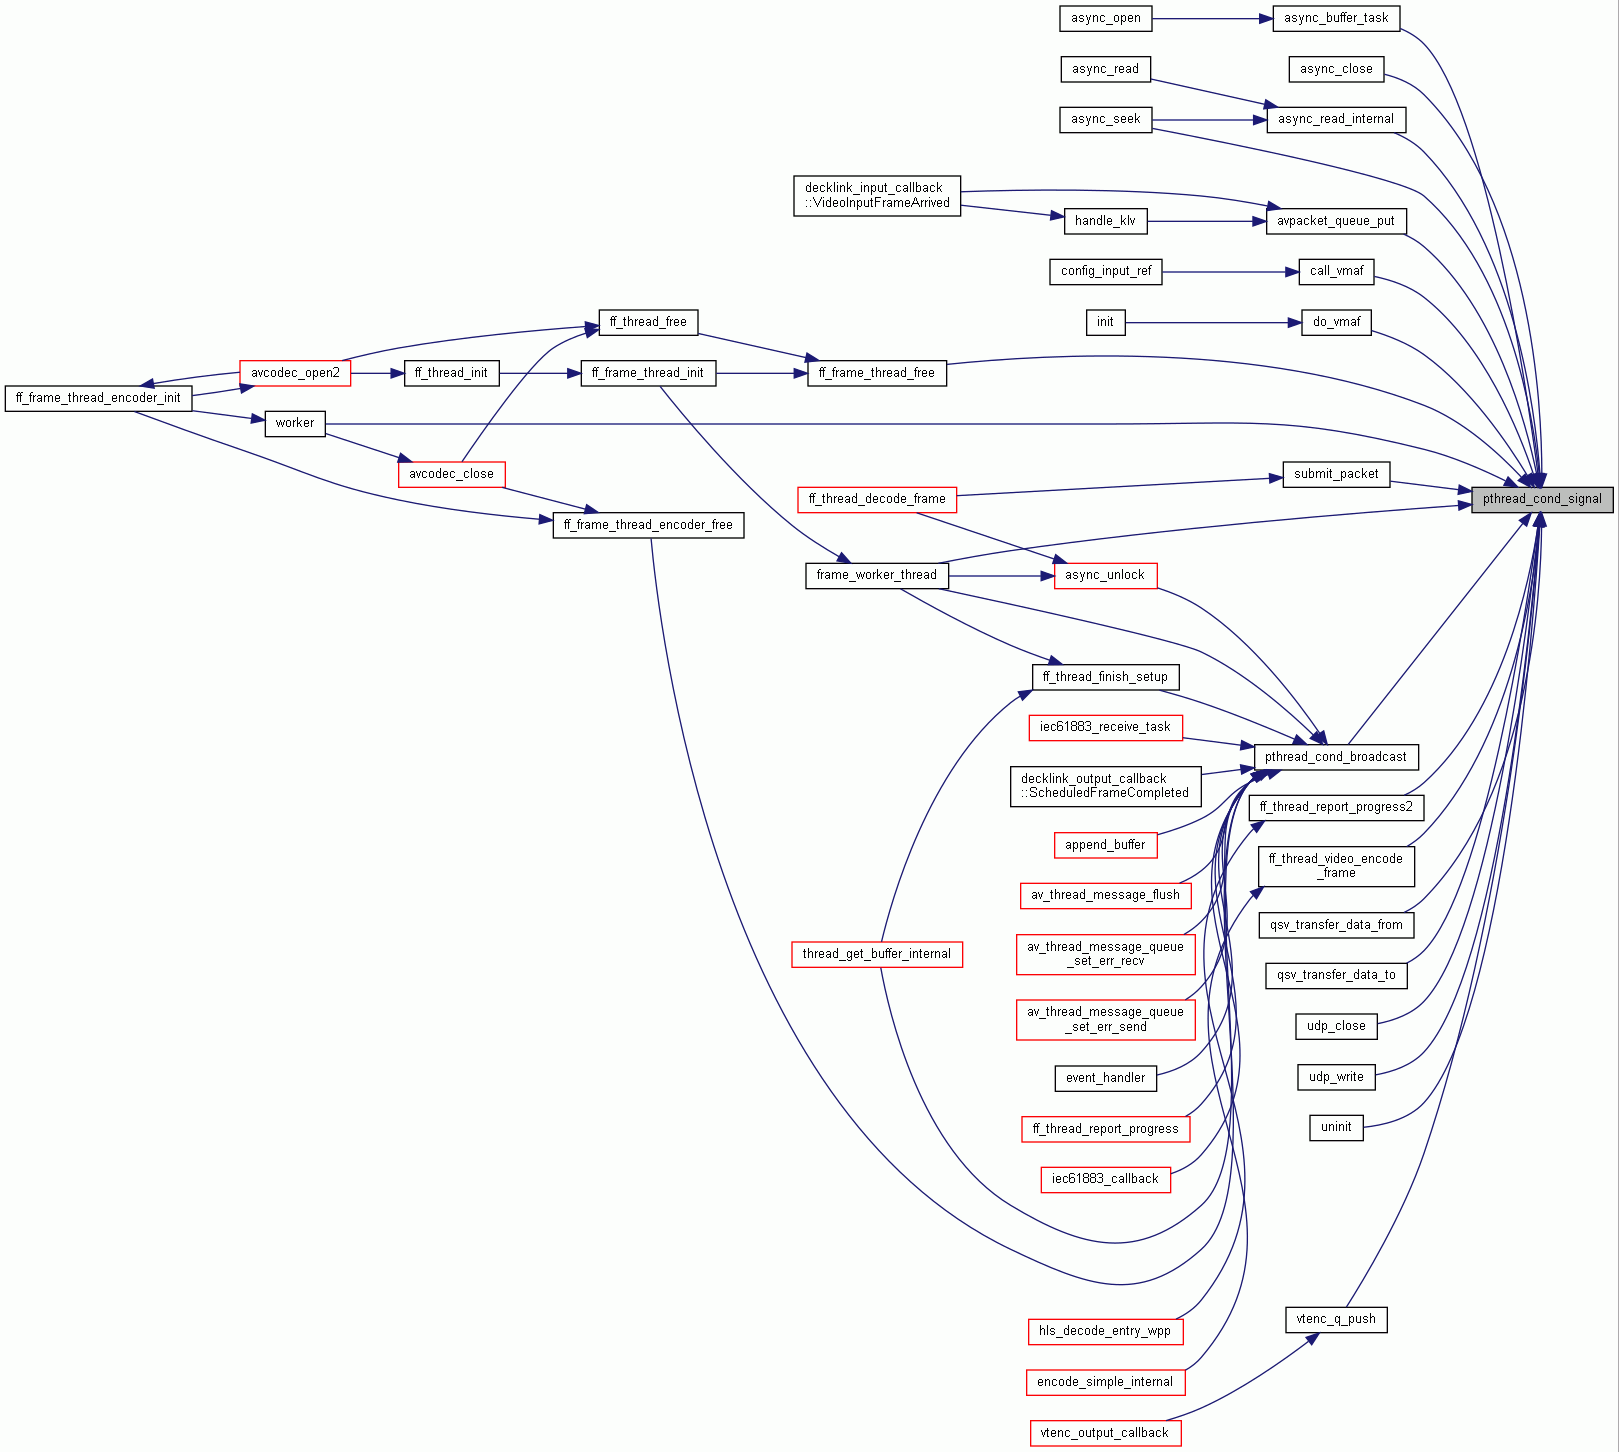 async_open
async_buffer_task
async_read
async_close
async_seek
async_read_internal
decklink_input_callback
::VideoInputFrameArrived
handle_klv
avpacket_queue_put
config_input_ref
call_vmaf
init
do_vmaf
ff_thread_free
avcodec_open2
ff_thread_init
ff_frame_thread_init
ff_frame_thread_free
ff_frame_thread_encoder_init
worker
avcodec_close
submit_packet
ff_thread_decode_frame
pthread_cond_signal
ff_frame_thread_encoder_free
frame_worker_thread
async_unlock
ff_thread_finish_setup
iec61883_receive_task
pthread_cond_broadcast
decklink_output_callback
::ScheduledFrameCompleted
ff_thread_report_progress2
append_buffer
ff_thread_video_encode
_frame
av_thread_message_flush
qsv_transfer_data_from
thread_get_buffer_internal
av_thread_message_queue
_set_err_recv
qsv_transfer_data_to
av_thread_message_queue
_set_err_send
udp_close
event_handler
udp_write
ff_thread_report_progress
uninit
iec61883_callback
vtenc_q_push
hls_decode_entry_wpp
encode_simple_internal
vtenc_output_callback